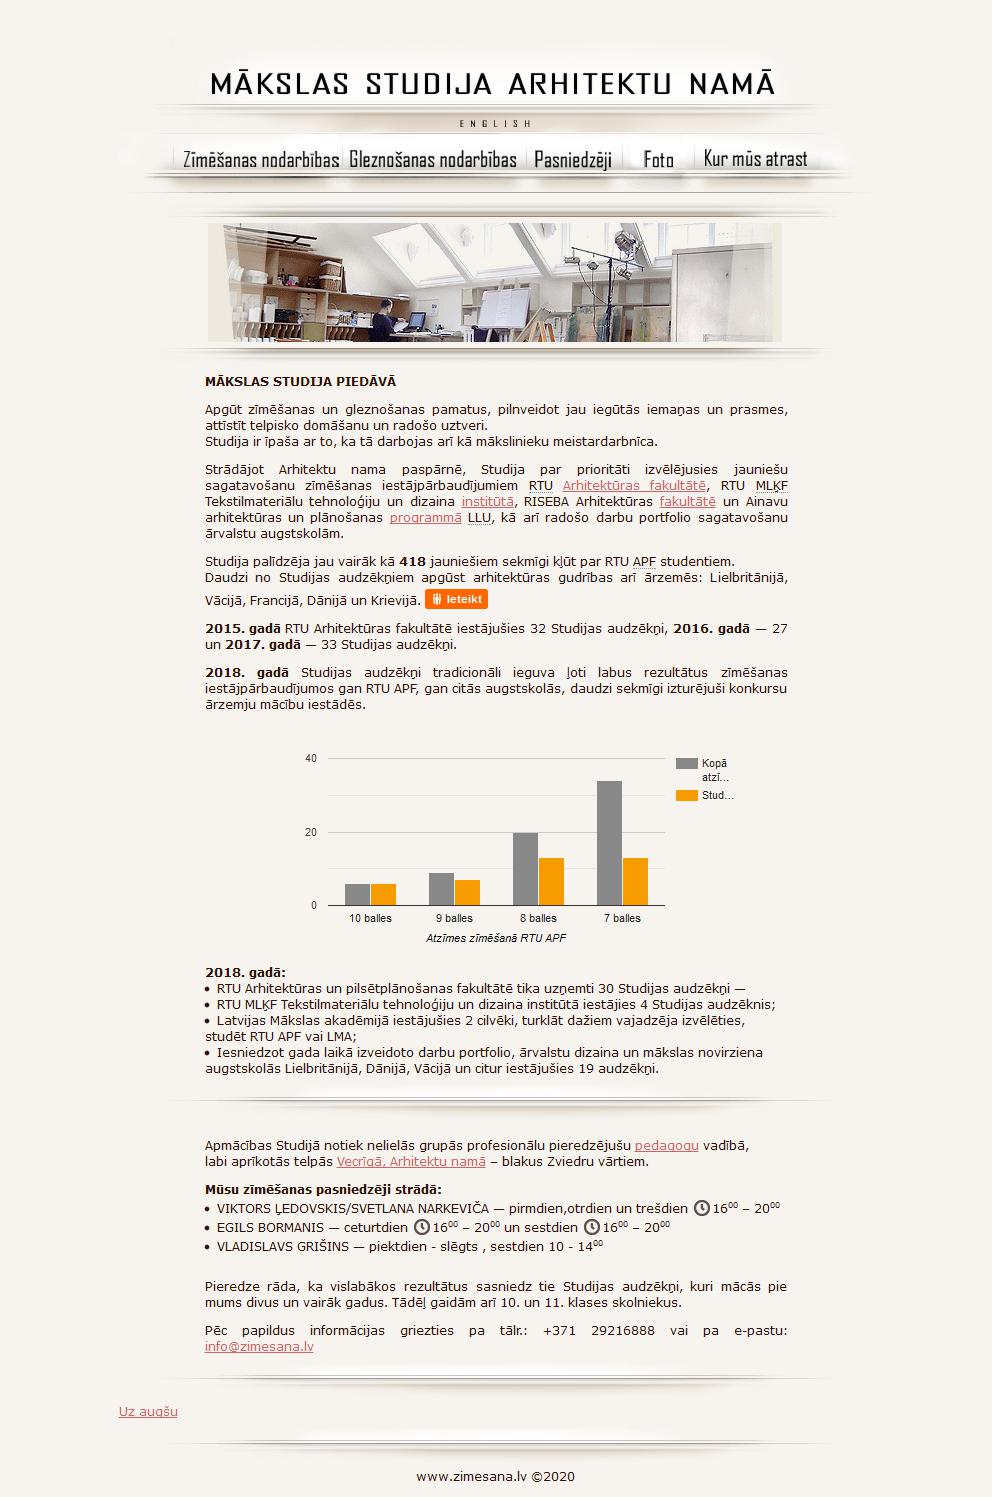 MĀKSLAS STUDIJA ARHITEKTU NAMĀ
ENGLISH
Zīmēšanas nodarbības Gleznošanas nodarbības Pasniedzēji Foto Kur mūs atrast
MĀKSLAS STUDIJA PIEDĀVĀ
Apgūt zīmēšanas un gleznošanas pamatus, pilnveidot jau iegūtās iemaņas un prasmes,
attīstīt telpisko domāšanu un radošo uztveri.
Studija ir īpaša ar to, ka tā darbojas arī kā mākslinieku meistardarbnīca.
Strādājot Arhitektu nama paspārnē, Studija par prioritāti izvēlējusies jauniešu
sagatavošanu zīmēšanas iestājpārbaudījumiem RTU Arhitektūras fakultātē, RTU MLĶF
Tekstilmateriālu tehnoloģiju un dizaina institūtā, RISEBA Arhitektūras fakultātē un Ainavu
arhitektūras un plānošanas programmā LLU, kā arī radošo darbu portfolio sagatavošanu
ārvalstu augstskolām.
Studija palīdzēja jau vairāk kā 418 jauniešiem sekmīgi kļūt par RTU APF studentiem.
Daudzi no Studijas audzēkņiem apgūst arhitektūras gudrības arī ārzemēs: Lielbritānijā,
Vācijā, Francijā, Dānijā un Krievijā. Ieteikt
2015. gadā RTU Arhitektūras fakultātē iestājušies 32 Studijas audzēkņi, 2016. gadā — 27
un 2017. gadā — 33 Studijas audzēkņi.
2018. gadā Studijas audzēkņi tradicionāli ieguva ļoti labus rezultātus zīmēšanas
iestājpārbaudījumos gan RTU APF, gan citās augstskolās, daudzi sekmīgi izturējuši konkursu
ārzemju mācību iestādēs.
40
20
0
Kopā
atzī...
Stud...
10 balles 9 balles 8 balles 7 balles
Atzīmes zīmēšanā RTU APF
2018. gadā:
• RTU Arhitektūras un pilsētplānošanas fakultātē tika uzņemti 30 Studijas audzēkņi —
• RTU MLĶF Tekstilmateriālu tehnoloģiju un dizaina institūtā iestājies 4 Studijas audzēknis;
• Latvijas Mākslas akadēmijā iestājušies 2 cilvēki, turklāt dažiem vajadzēja izvēlēties,
studēt RTU APF vai LMA;
• Iesniedzot gada laikā izveidoto darbu portfolio, ārvalstu dizaina un mākslas novirziena
augstskolās Lielbritānijā, Dānijā, Vācijā un citur iestājušies 19 audzēkņi.
Apmācības Studijā notiek nelielās grupās profesionālu pieredzējušu pedagogu vadībā,
labi aprīkotās telpās Vecrīgā, Arhitektu namā – blakus Zviedru vārtiem.
Mūsu zīmēšanas pasniedzēji strādā:
• VIKTORS ĻEDOVSKIS/SVETLANA NARKEVIČA — pirmdien,otrdien un trešdien 16⁰⁰ – 20⁰⁰
• EGILS BORMANIS — ceturtdien 16⁰⁰ – 20⁰⁰ un sestdien 16⁰⁰ – 20⁰⁰
• VLADISLAVS GRIŠINS — piektdien - slēgts , sestdien 10 - 14⁰⁰
Pieredze rāda, ka vislabākos rezultātus sasniedz tie Studijas audzēkņi, kuri mācās pie
mums divus un vairāk gadus. Tādēļ gaidām arī 10. un 11. klases skolniekus.
Pēc papildus informācijas griezties pa tālr.: +371 29216888 vai pa e-pastu:
info@zimesana.lv
Uz augšu
www.zimesana.lv ©2020